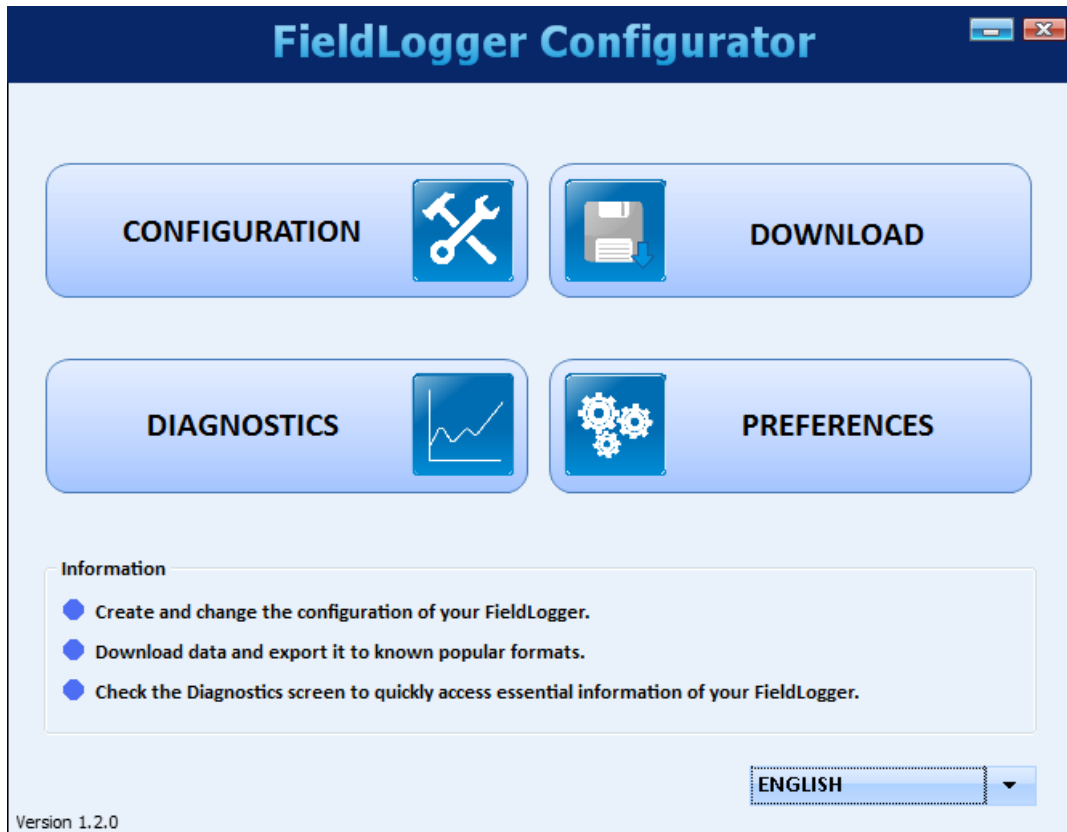 FieldLogger Configurator
CONFIGURATION
DOWNLOAD
DIAGNOSTICS
PREFERENCES
Information
Create and change the configuration of your FieldLogger.
Download data and export it to known popular formats.
Check the Diagnostics screen to quickly access essential information of your FieldLogger.
ENGLISH
Version 1.2.0